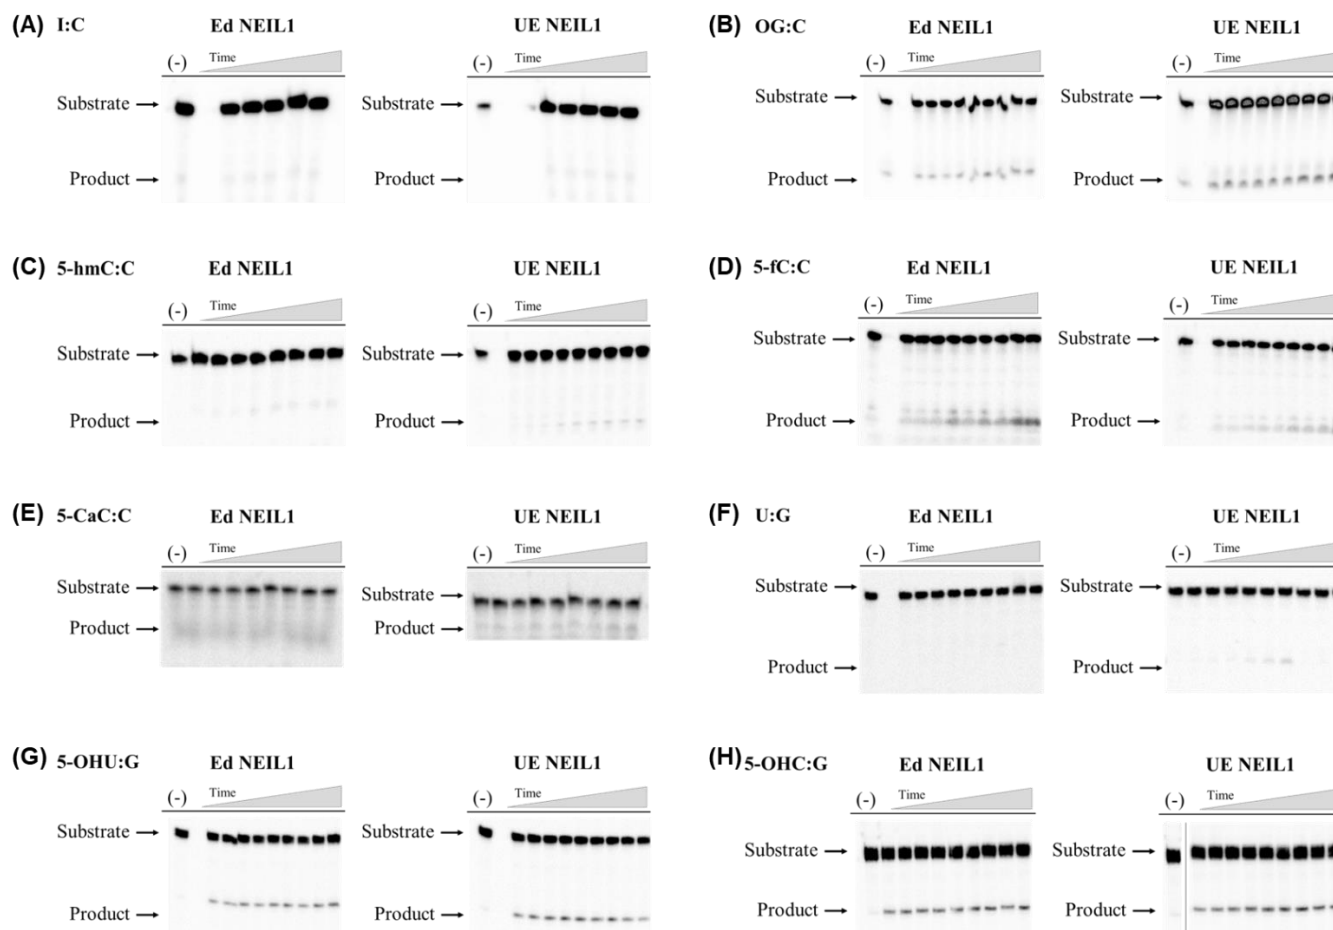 (A) I:C Ed NEIL1 UE NEIL1
(-) Time (-) Time
Substrate Substrate
Product Product
(B) OG:C Ed NEIL1 UE NEIL1
(-) Time (-) Time
Substrate Substrate
Product Product
(C) 5-hmC:C Ed NEIL1 UE NEIL1
(-) Time (-) Time
Substrate Substrate
Product Product
(D) 5-fC:C Ed NEIL1 UE NEIL1
(-) Time (-) Time
Substrate Substrate
Product Product
(E) 5-CaC:C Ed NEIL1 UE NEIL1
(-) Time (-) Time
Substrate Substrate
Product Product
(F) U:G Ed NEIL1 UE NEIL1
(-) Time (-) Time
Substrate Substrate
Product Product
(G) 5-OHU:G Ed NEIL1 UE NEIL1
(-) Time (-) Time
Substrate Substrate
Product Product
(H) 5-OHC:G Ed NEIL1 UE NEIL1
(-) Time (-) Time
Substrate Substrate
Product Product